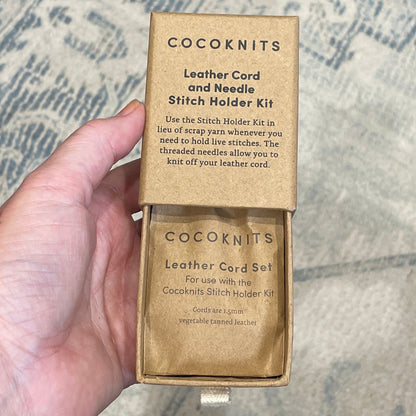 COCOKNITS
Leather Cord
and Needle
Stitch Holder Kit
Use the Stitch Holder Kit in
lieu of scrap yarn whenever you
need to hold live stitches. The
threaded needles allow you to
knit off your leather cord.
COCOKNITS
Leather Cord Set
For use with the
Cocoknits Stitch Holder Kit
Cords are 1.5mm
vegetable tanned leather